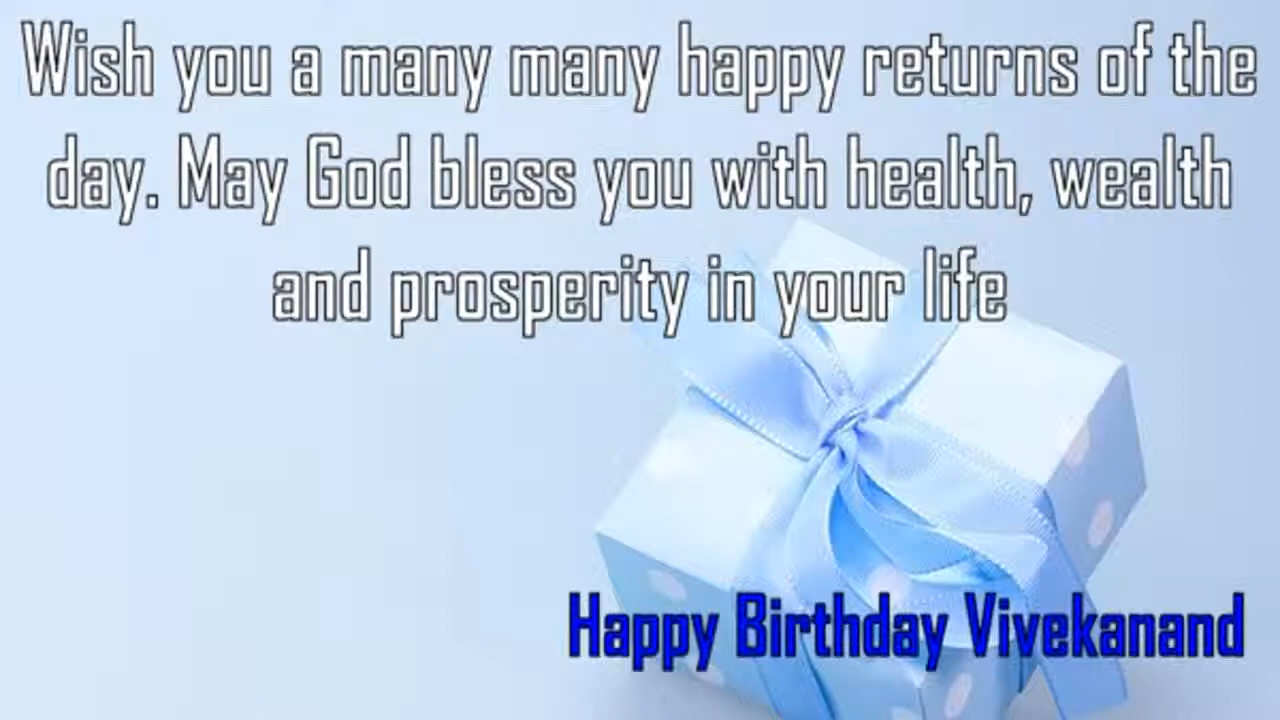 Wish you a many many happy returns of the
day. May God bless you with health, wealth
and prosperity in your life
Happy Birthday Vivekanand